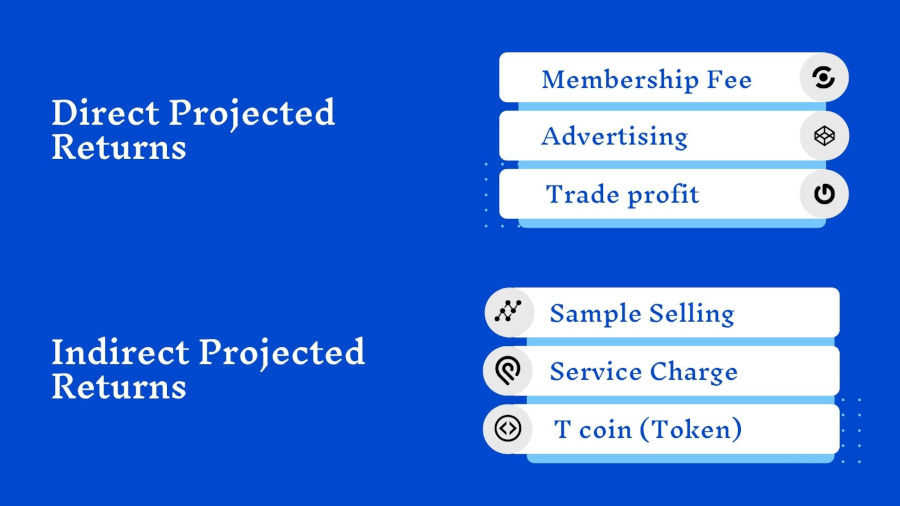 Direct Projected
Returns
Membership Fee
Advertising
Trade profit
Indirect Projected
Returns
Sample Selling
Service Charge
T coin (Token)